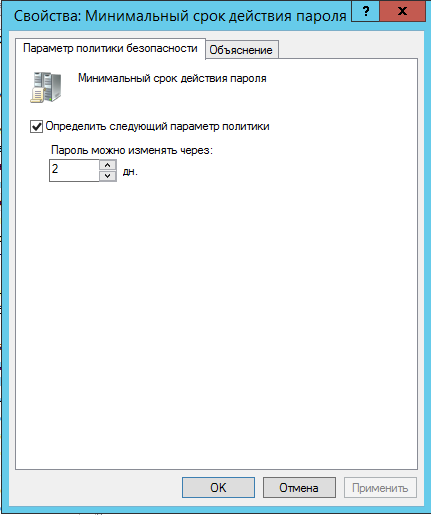 Свойства: Минимальный срок действия пароля ? x
Параметр политики безопасности Объяснение
Минимальный срок действия пароля
Определить следующий параметр политики
Пароль можно изменять через:
2 дн.
OK Отмена Применить